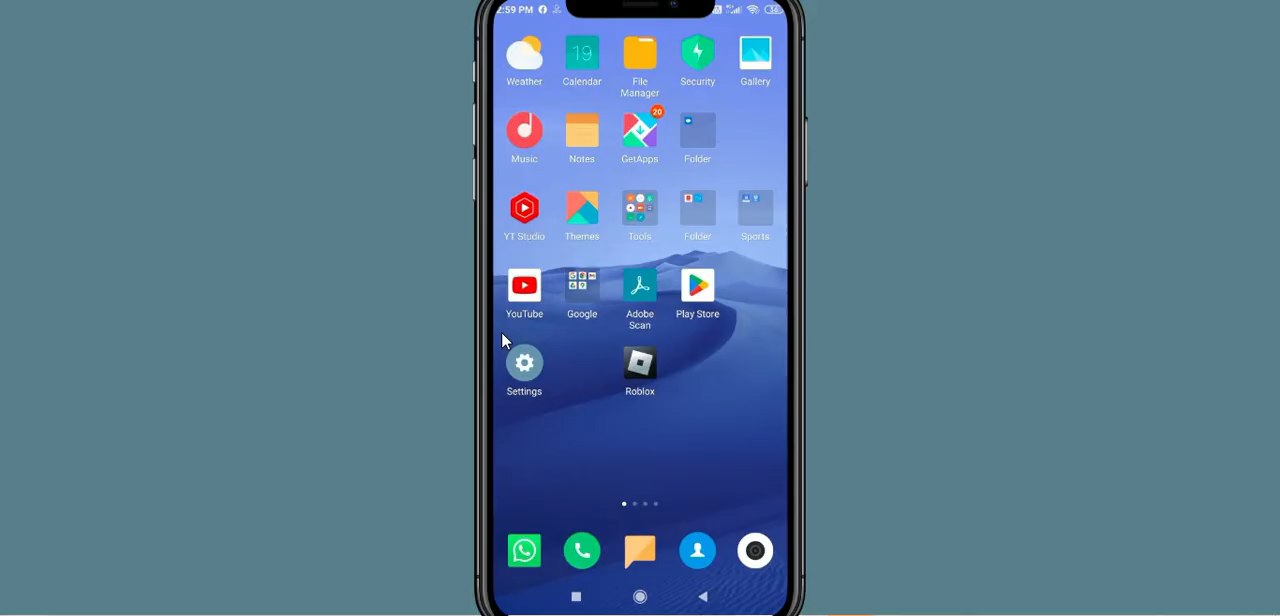 2:59 PM
Weather Calendar File Manager Security Gallery
19
20
Music Notes GetApps Folder
YT Studio Themes Tools Folder Sports
YouTube Google Adobe Scan Play Store
Settings Roblox